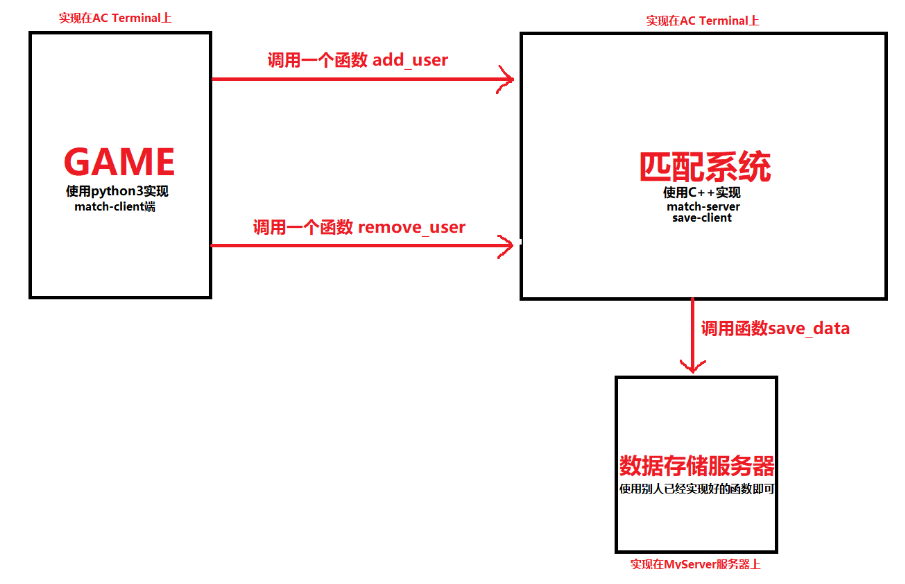 实现在AC Terminal上
实现在AC Terminal上
调用一个函数 add_user
GAME
使用python3实现
match-client端
匹配系统
使用C++实现
match-server
save-client
调用一个函数 remove_user
调用函数save_data
数据存储服务器
使用别人已经实现好的函数即可
实现在MyServer服务器上